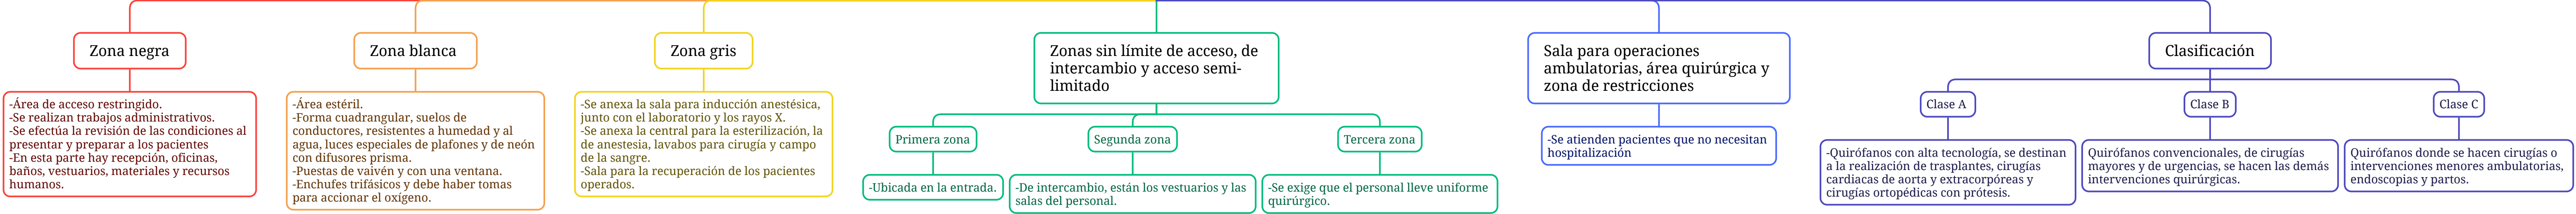 Zona negra
-Área de acceso restringido.
-Se realizan trabajos administrativos.
-Se efectúa la revisión de las condiciones al
presentar y preparar a los pacientes
-En esta parte hay recepción, oficinas,
baños, vestuarios, materiales y recursos
humanos.
Zona blanca
-Área estéril.
-Forma cuadrangular, suelos de
conductores, resistentes a humedad y al
agua, luces especiales de plafones y de neón
con difusores prisma.
-Puestas de vaivén y con una ventana.
-Enchufes trifásicos y debe haber tomas
para accionar el oxígeno.
Zona gris
-Se anexa la sala para inducción anestésica,
junto con el laboratorio y los rayos X.
-Se anexa la central para la esterilización, la
de anestesia, lavabos para cirugía y campo
de la sangre.
-Sala para la recuperación de los pacientes
operados.
Zonas sin límite de acceso, de
intercambio y acceso semi-
limitado
Primera zona
-Ubicada en la entrada.
Segunda zona
-De intercambio, están los vestuarios y las
salas del personal.
Tercera zona
-Se exige que el personal lleve uniforme
quirúrgico.
Sala para operaciones
ambulatorias, área quirúrgica y
zona de restricciones
-Se atienden pacientes que no necesitan
hospitalización
Clasificación
Clase A
-Quirófanos con alta tecnología, se destinan
a la realización de trasplantes, cirugías
cardiacas de aorta y extracorpóreas y
cirugías ortopédicas con prótesis.
Clase B
Quirófanos convencionales, de cirugías
mayores y de urgencias, se hacen las demás
intervenciones quirúrgicas.
Clase C
Quirófanos donde se hacen cirugías o
intervenciones menores ambulatorias,
endoscopias y partos.